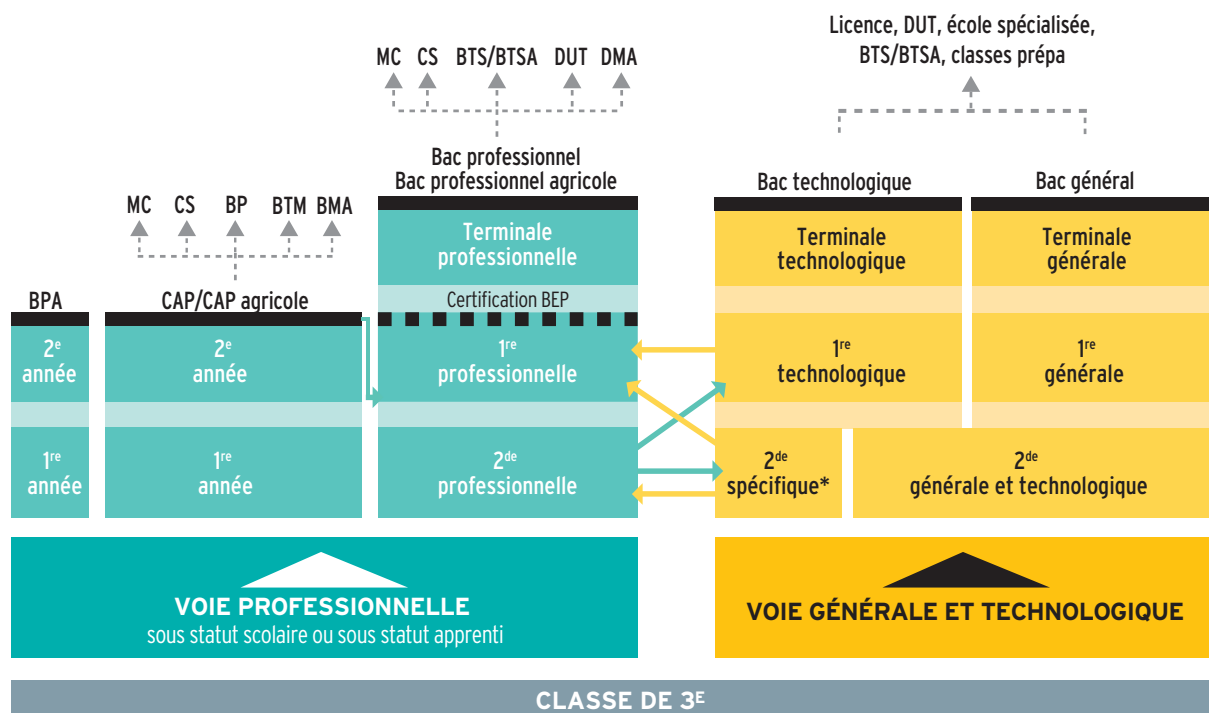 Licence, DUT, école spécialisée,
BTS/BTSA, classes prépa
MC CS BTS/BTSA DUT DMA
Bac professionnel
Bac professionnel agricole
Bac technologique
Bac général
MC CS BP BTM BMA
Terminale
professionnelle
Terminale
technologique
Terminale
générale
BPA
CAP/CAP agricole
Certification BEP
2e
année
2e
année
1re
professionnelle
1re
technologique
1re
générale
1re
année
1re
année
2de
professionnelle
2de
spécifique*
2de
générale et technologique
VOIE PROFESSIONNELLE
sous statut scolaire ou sous statut apprenti
VOIE GÉNÉRALE ET TECHNOLOGIQUE
CLASSE DE 3E